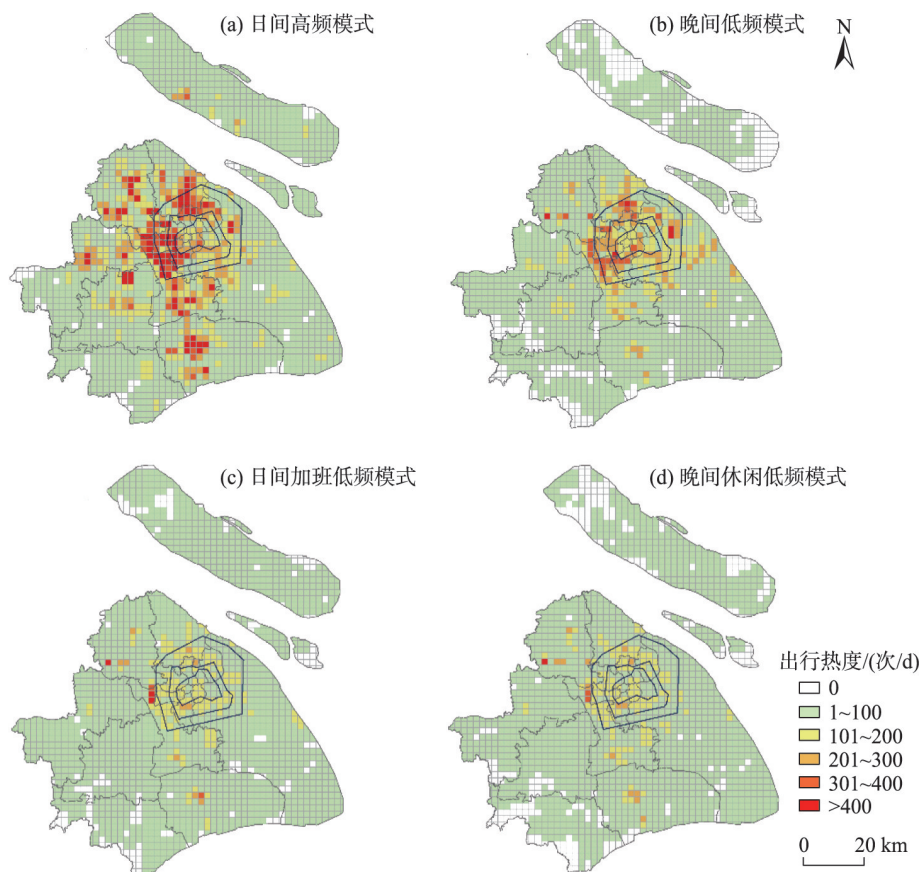 (a) 日间高频模式
(b) 晚间低频模式
N
(c) 日间加班低频模式
(d) 晚间休闲低频模式
出行热度/(次/d)
0
1~100
101~200
201~300
301~400
>400
0 20 km